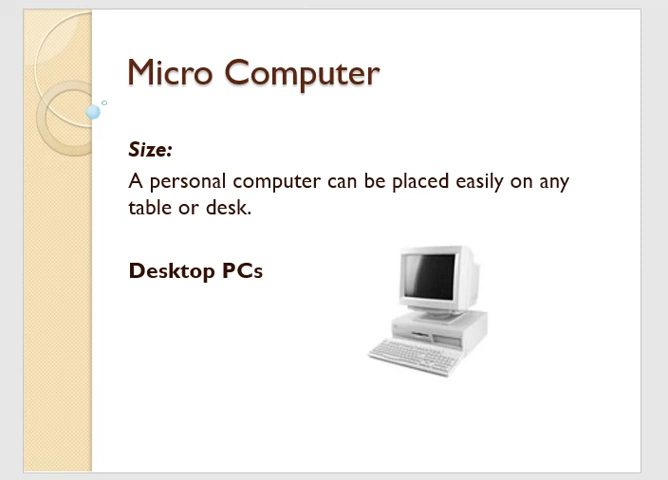 Micro Computer
Size:
A personal computer can be placed easily on any
table or desk.
Desktop PCs